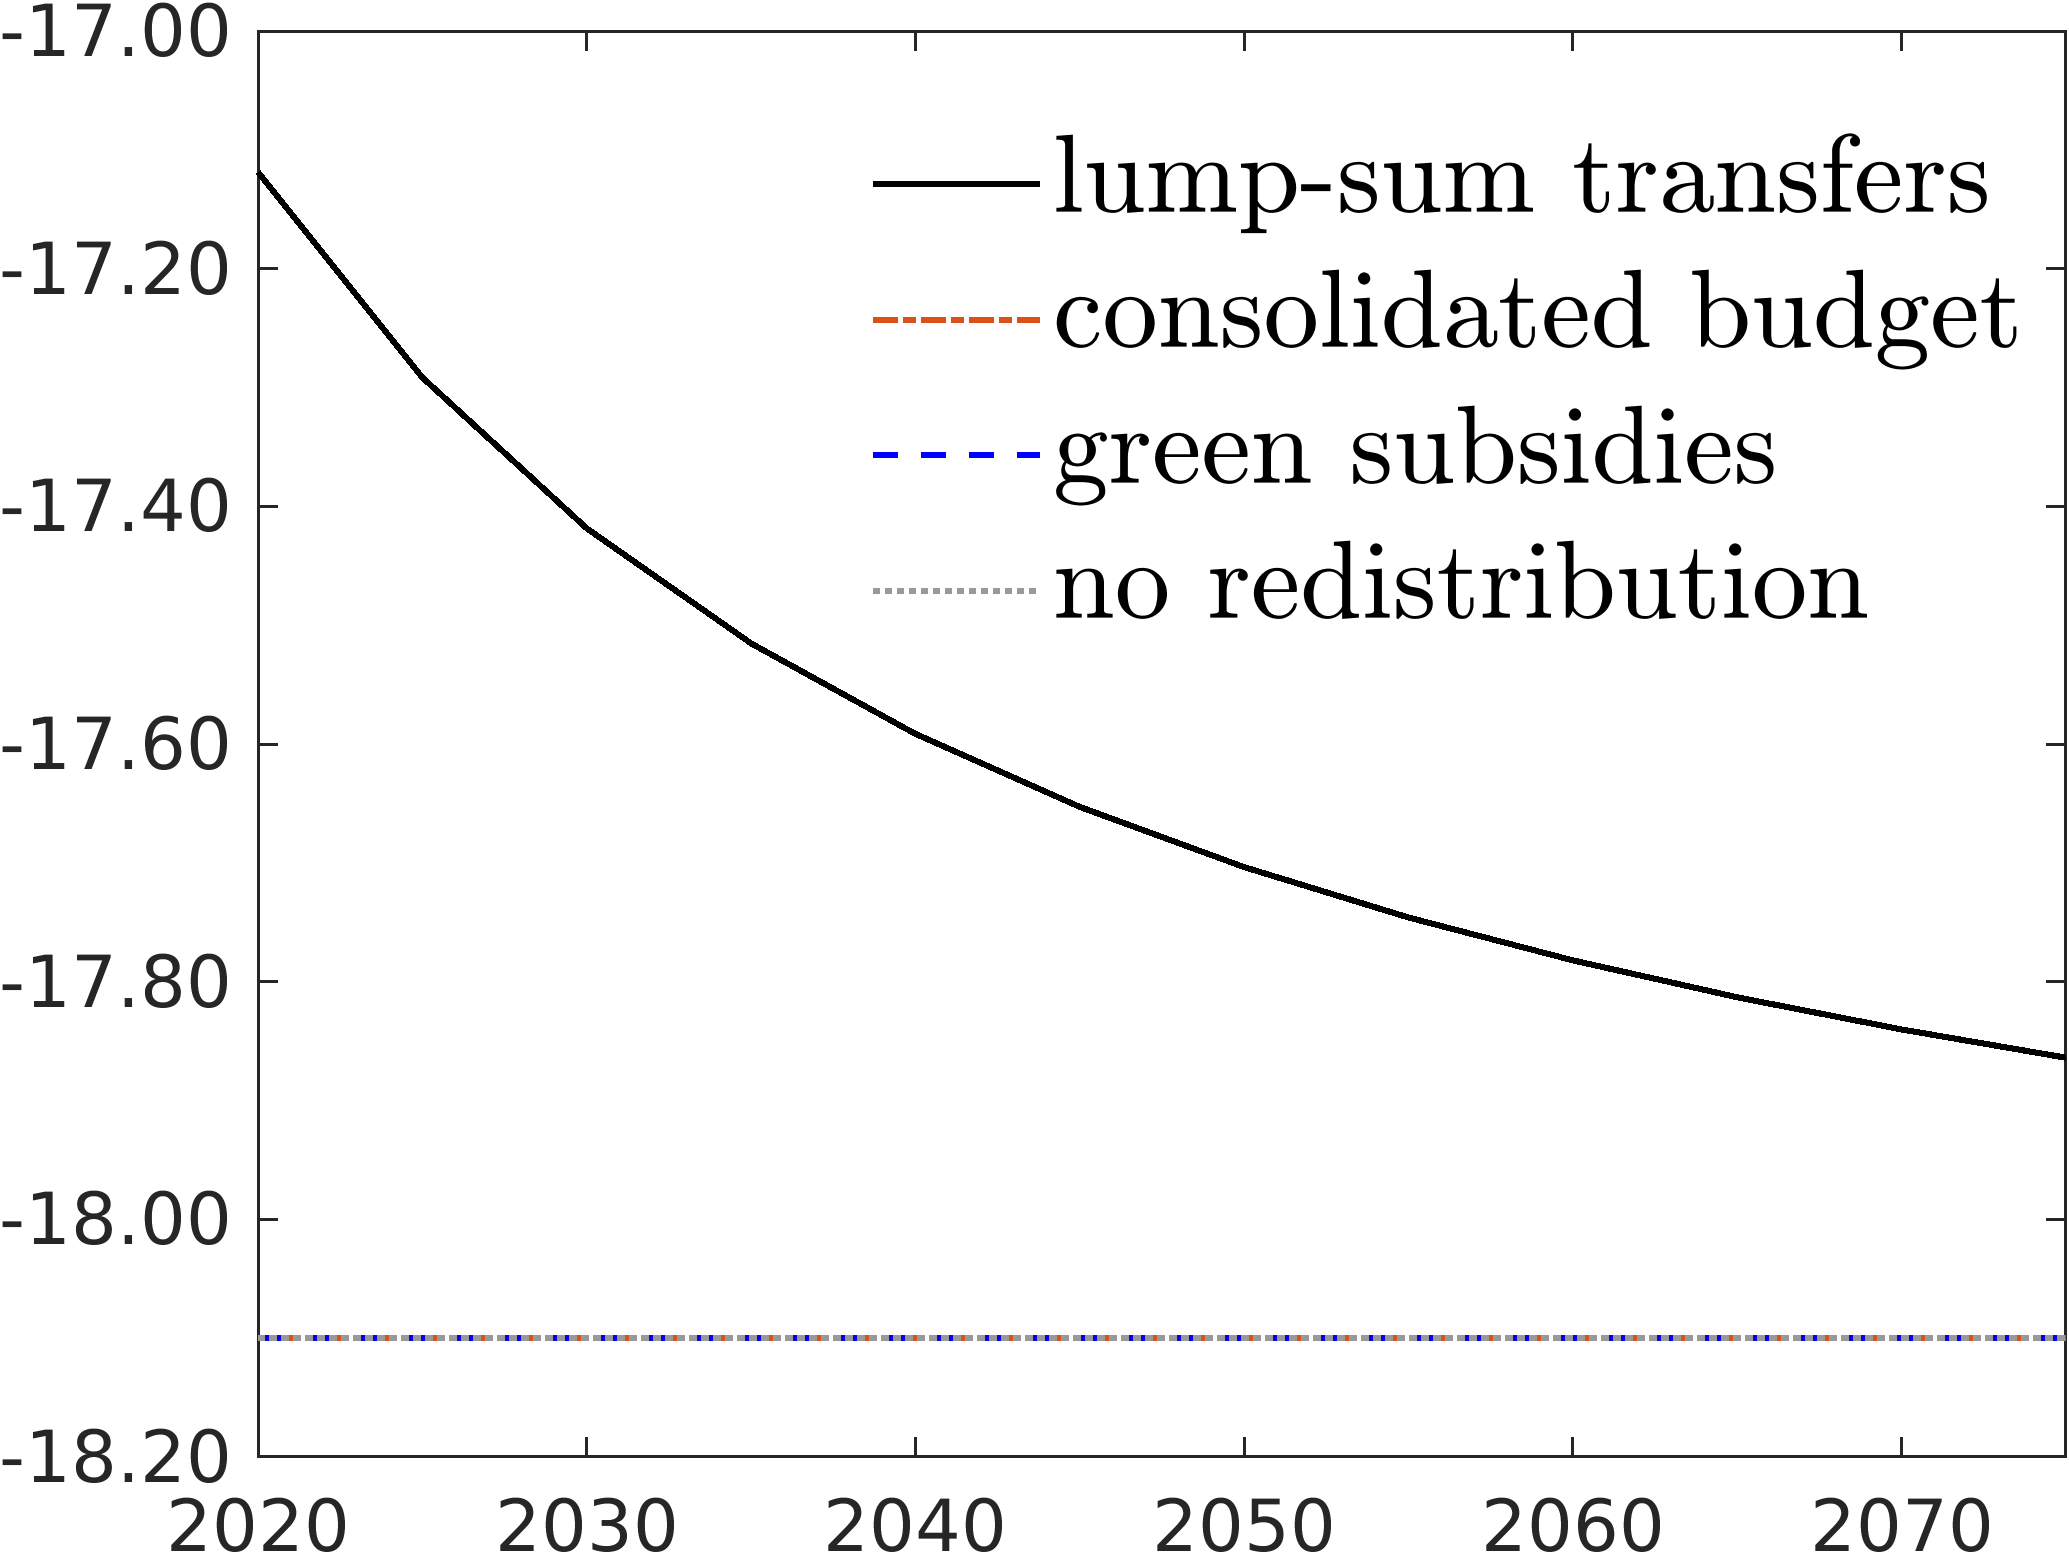 -17.00
-17.20
-17.40
-17.60
-17.80
-18.00
-18.20
lump-sum transfers
consolidated budget
green subsidies
no redistribution
2020 2030 2040 2050 2060 2070